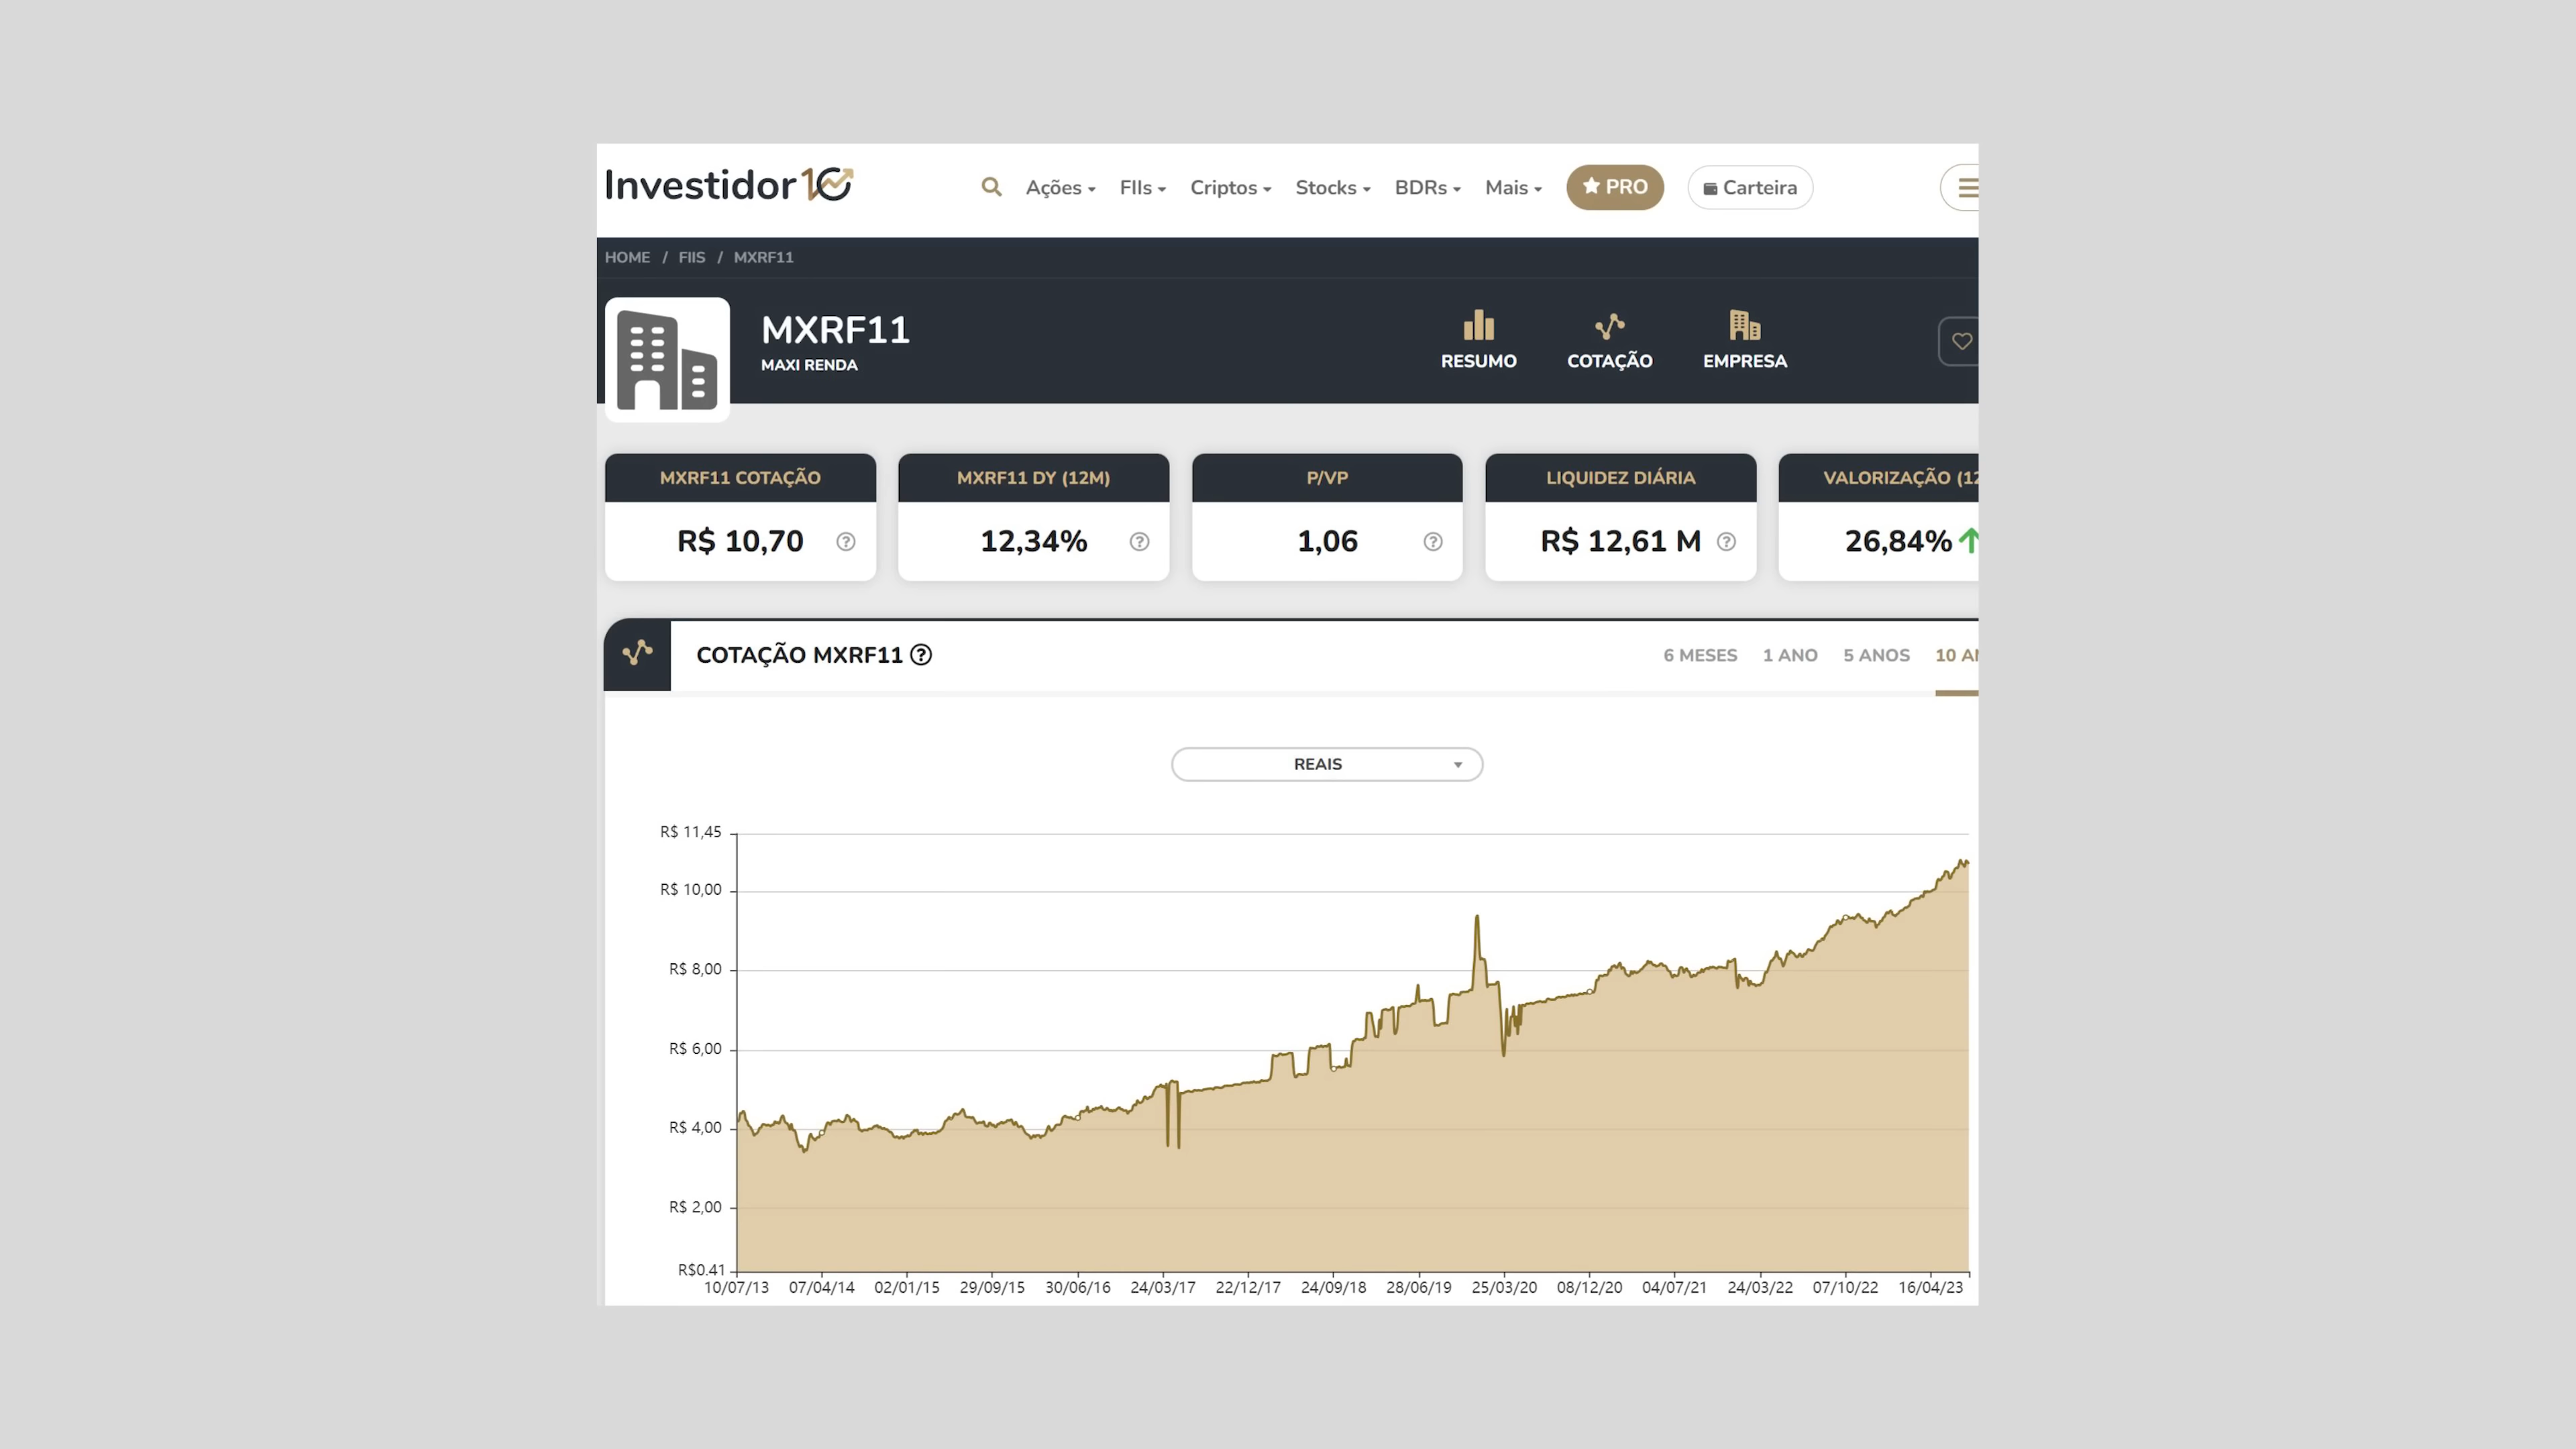 Investidor10
Ações FIIs Criptos Stocks BDRs Mais PRO Carteira
HOME / FIIS / MXRF11
MXRF11
MAXI RENDA
RESUMO COTAÇÃO EMPRESA
MXRF11 COTAÇÃO MXRF11 DY (12M) P/VP LIQUIDEZ DIÁRIA VALORIZAÇÃO (12
R$ 10,70 12,34% 1,06 R$ 12,61 M 26,84%
COTAÇÃO MXRF11
6 MESES 1 ANO 5 ANOS 10 AN
REAIS
R$ 11,45
R$ 10,00
R$ 8,00
R$ 6,00
R$ 4,00
R$ 2,00
R$0.41
10/07/13 07/04/14 02/01/15 29/09/15 30/06/16 24/03/17 22/12/17 24/09/18 28/06/19 25/03/20 08/12/20 04/07/21 24/03/22 07/10/22 16/04/23